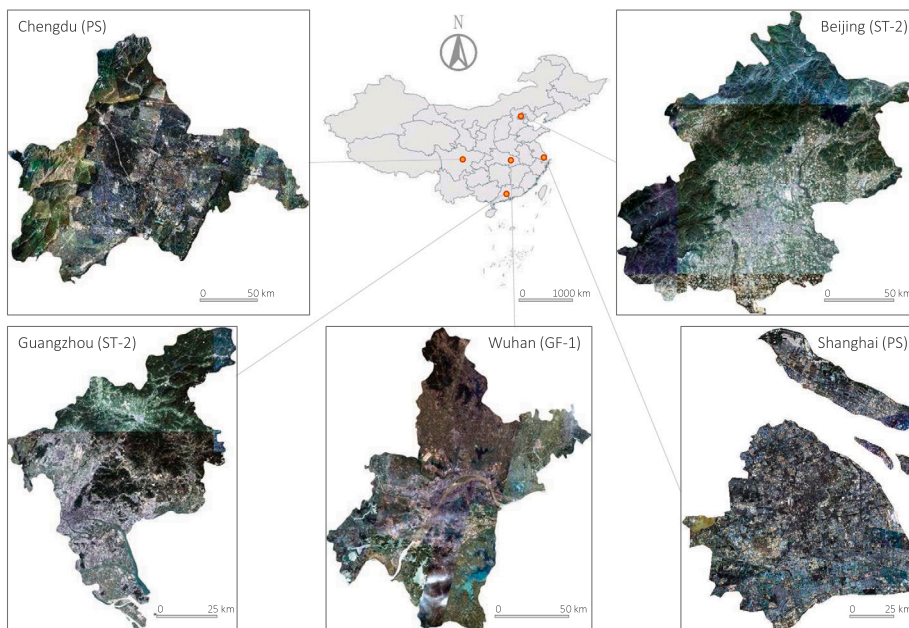 Chengdu (PS)
0 50 km
N
0 1000 km
Beijing (ST-2)
0 50 km
Guangzhou (ST-2)
0 25 km
Wuhan (GF-1)
0 50 km
Shanghai (PS)
0 25 km